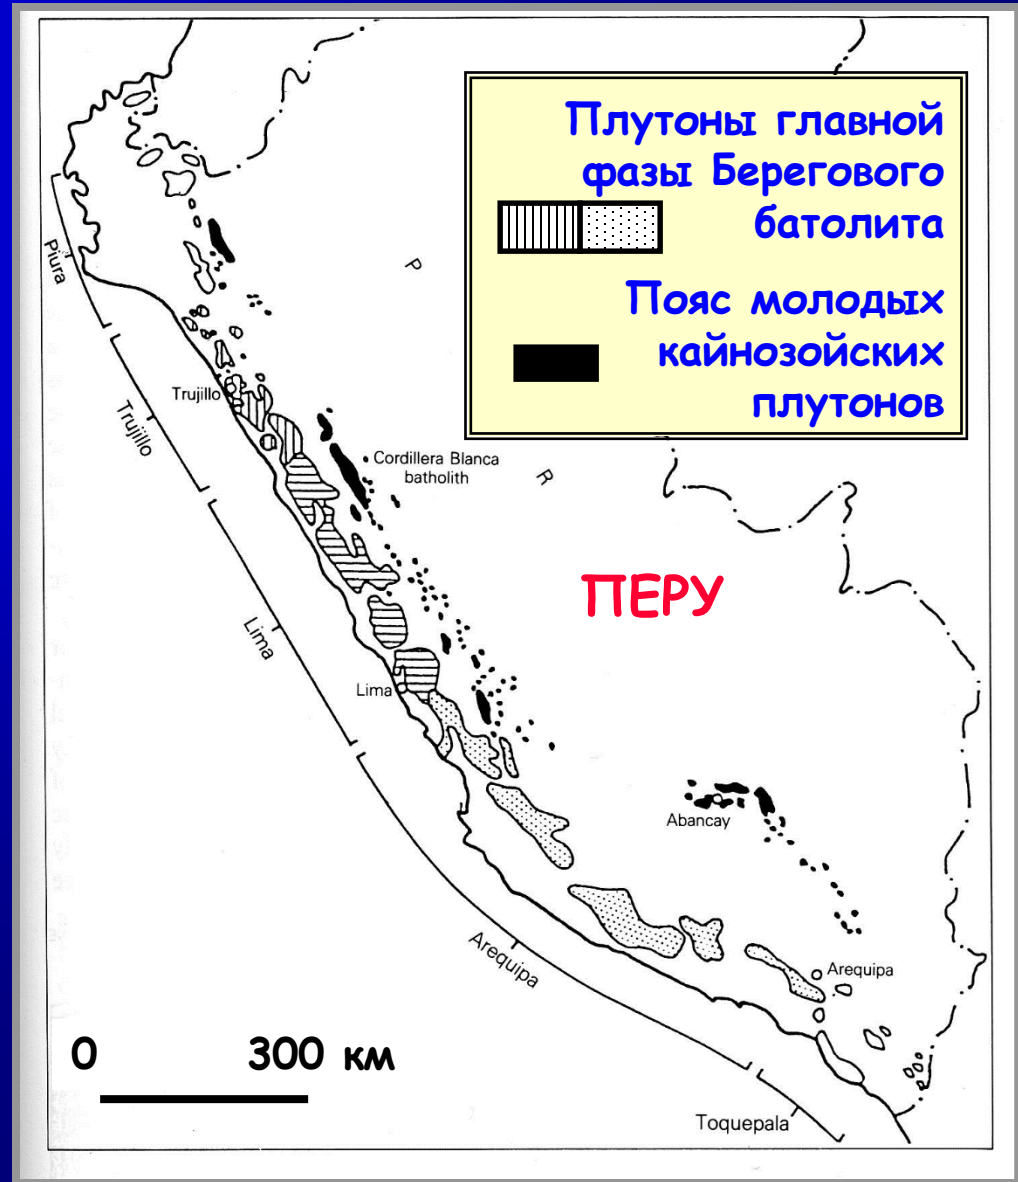 Плутоны главной
фазы Берегового
батолита
Пояс молодых
кайнозойских
плутонов
Piura
P
Trujillo
Trujillo
Cordillera Blanca
batholith
R
ПЕРУ
Lima
Lima
Abancay
Arequipa
Arequipa
0 300 км
Toquepala